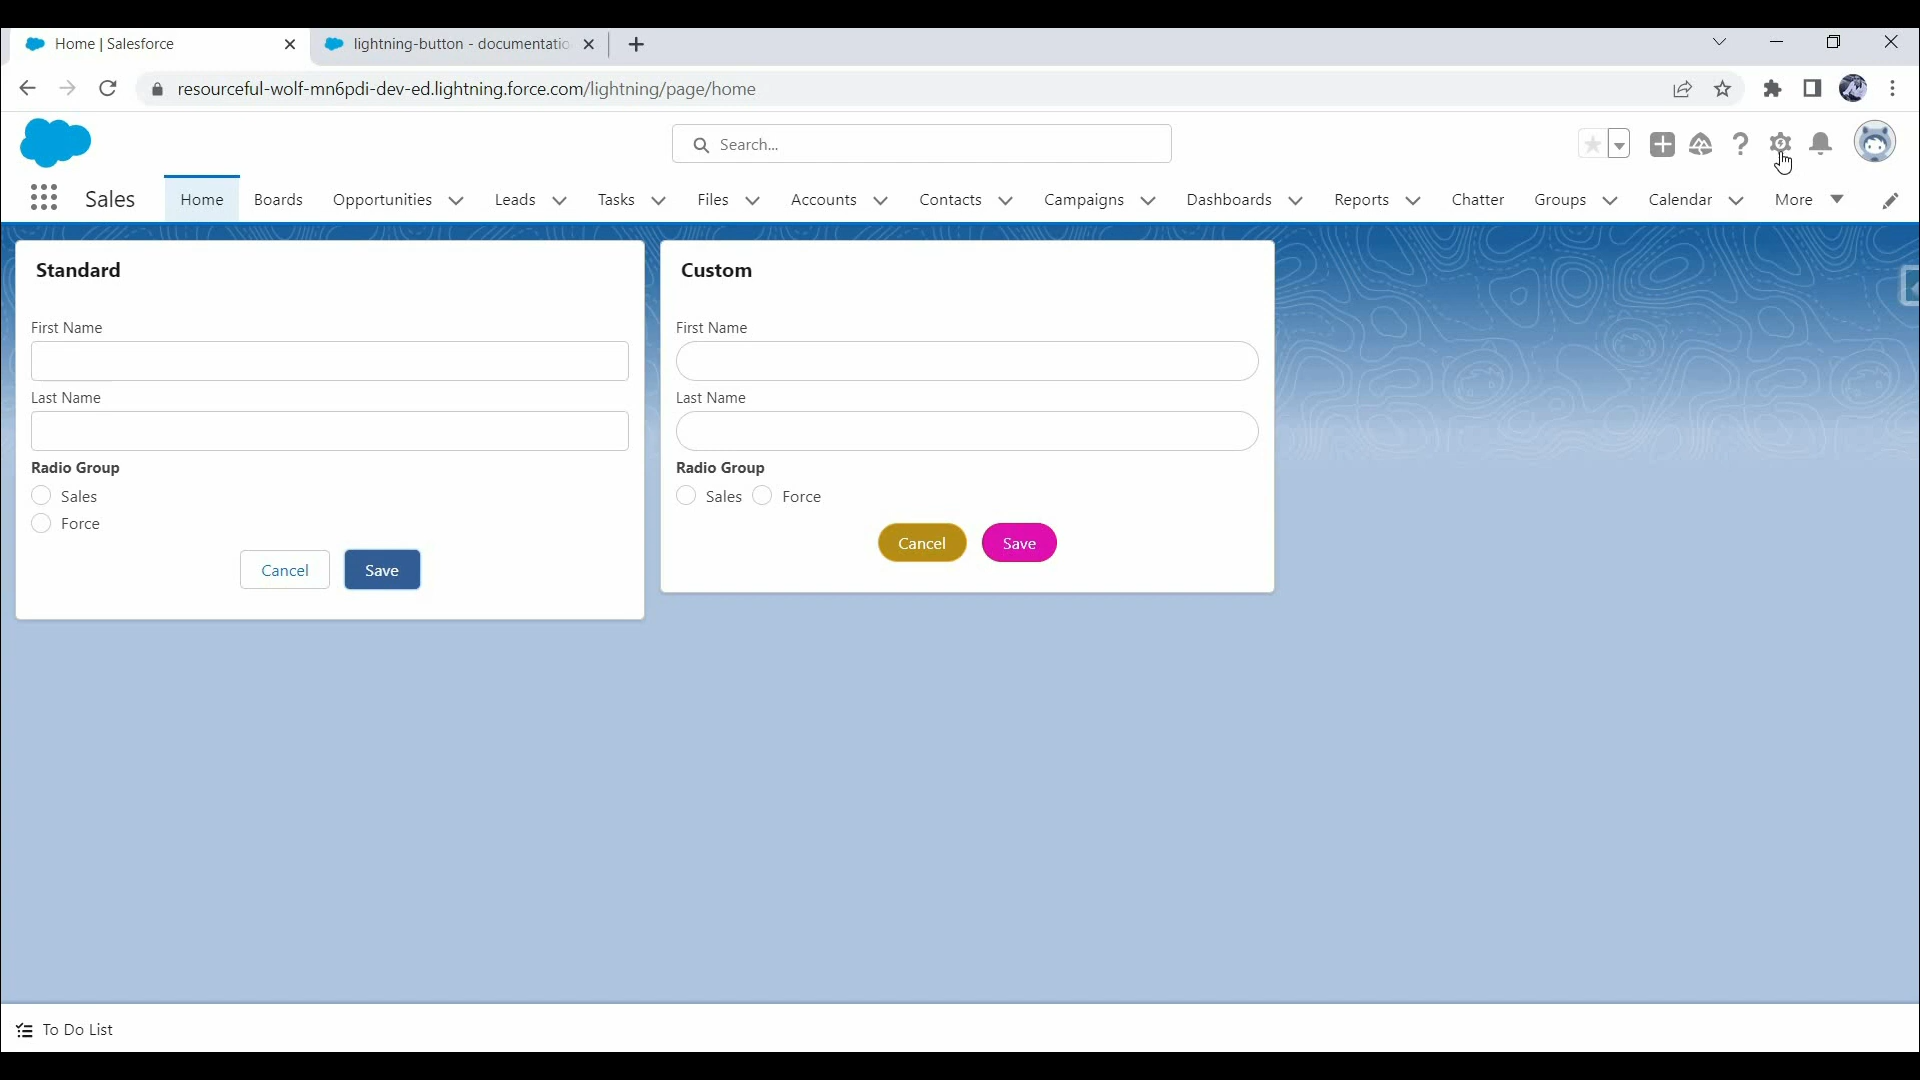 Home | Salesforce
lightning-button - documentatio
resourceful-wolf-mn6pdi-dev-ed.lightning.force.com/lightning/page/home
Search...
Sales
Home
Boards
Opportunities
Leads
Tasks
Files
Accounts
Contacts
Campaigns
Dashboards
Reports
Chatter
Groups
Calendar
More
Standard
First Name
Last Name
Radio Group
Sales
Force
Cancel
Save
Custom
First Name
Last Name
Radio Group
Sales
Force
Cancel
Save
To Do List